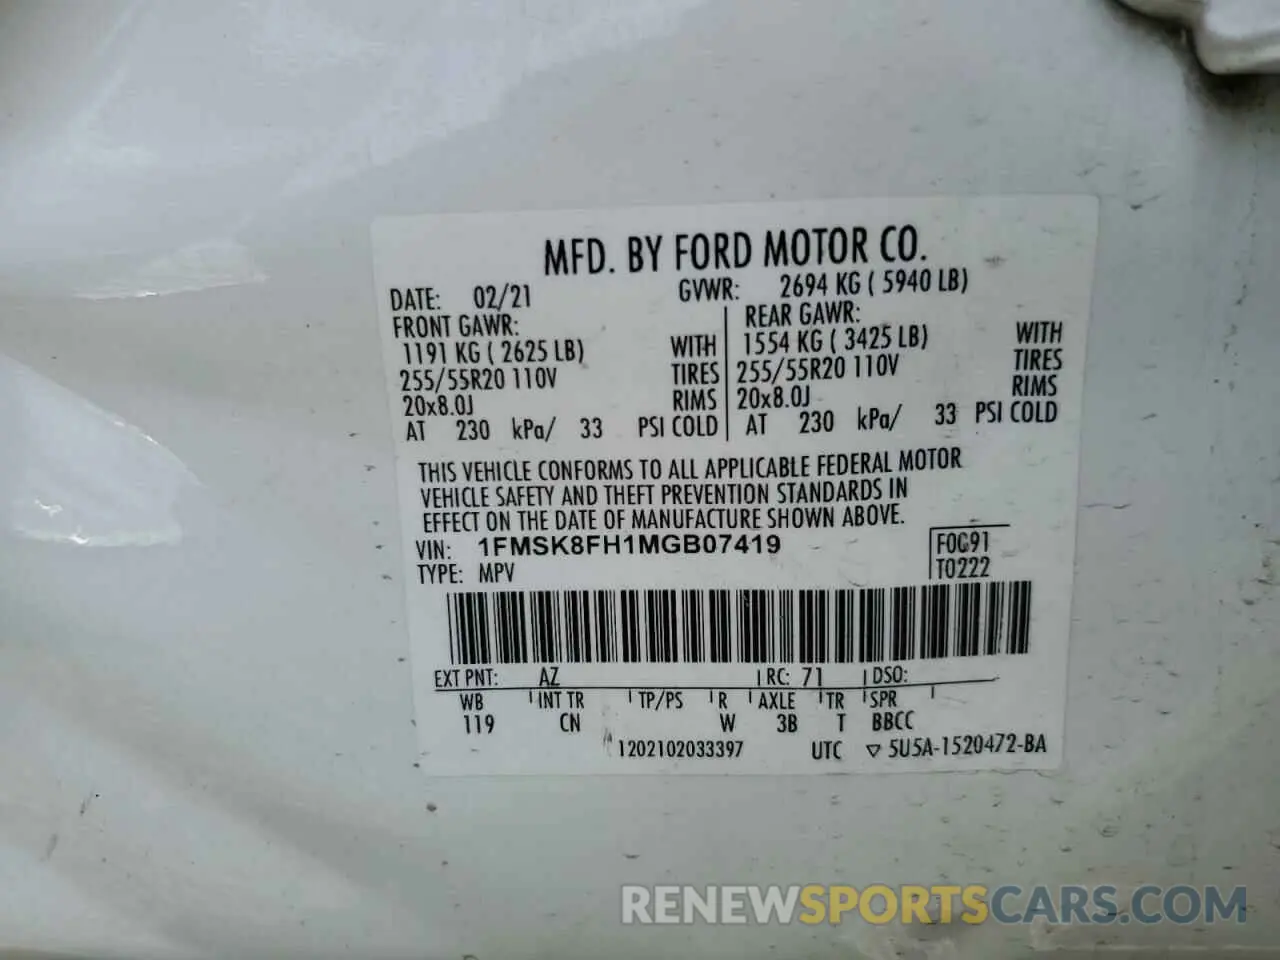 MFD. BY FORD MOTOR CO.
DATE: 02/21 GVWR: 2694 KG ( 5940 LB)
FRONT GAWR: REAR GAWR:
1191 KG ( 2625 LB) WITH 1554 KG ( 3425 LB) WITH
255/55R20 110V TIRES 255/55R20 110V TIRES
20x8.0J RIMS 20x8.0J RIMS
AT 230 kPa/ 33 PSI COLD AT 230 kPa/ 33 PSI COLD
THIS VEHICLE CONFORMS TO ALL APPLICABLE FEDERAL MOTOR
VEHICLE SAFETY AND THEFT PREVENTION STANDARDS IN
EFFECT ON THE DATE OF MANUFACTURE SHOWN ABOVE.
VIN: 1FMSK8FH1MGB07419 F0C91
TYPE: MPV T0222
EXT PNT: AZ RC: 71 DSO:
WB INT TR TP/PS R AXLE TR SPR
119 CN W 3B T BBCC
1202102033397 UTC ▽ 5U5A-1520472-BA
RENEWSPORTSCARS.COM